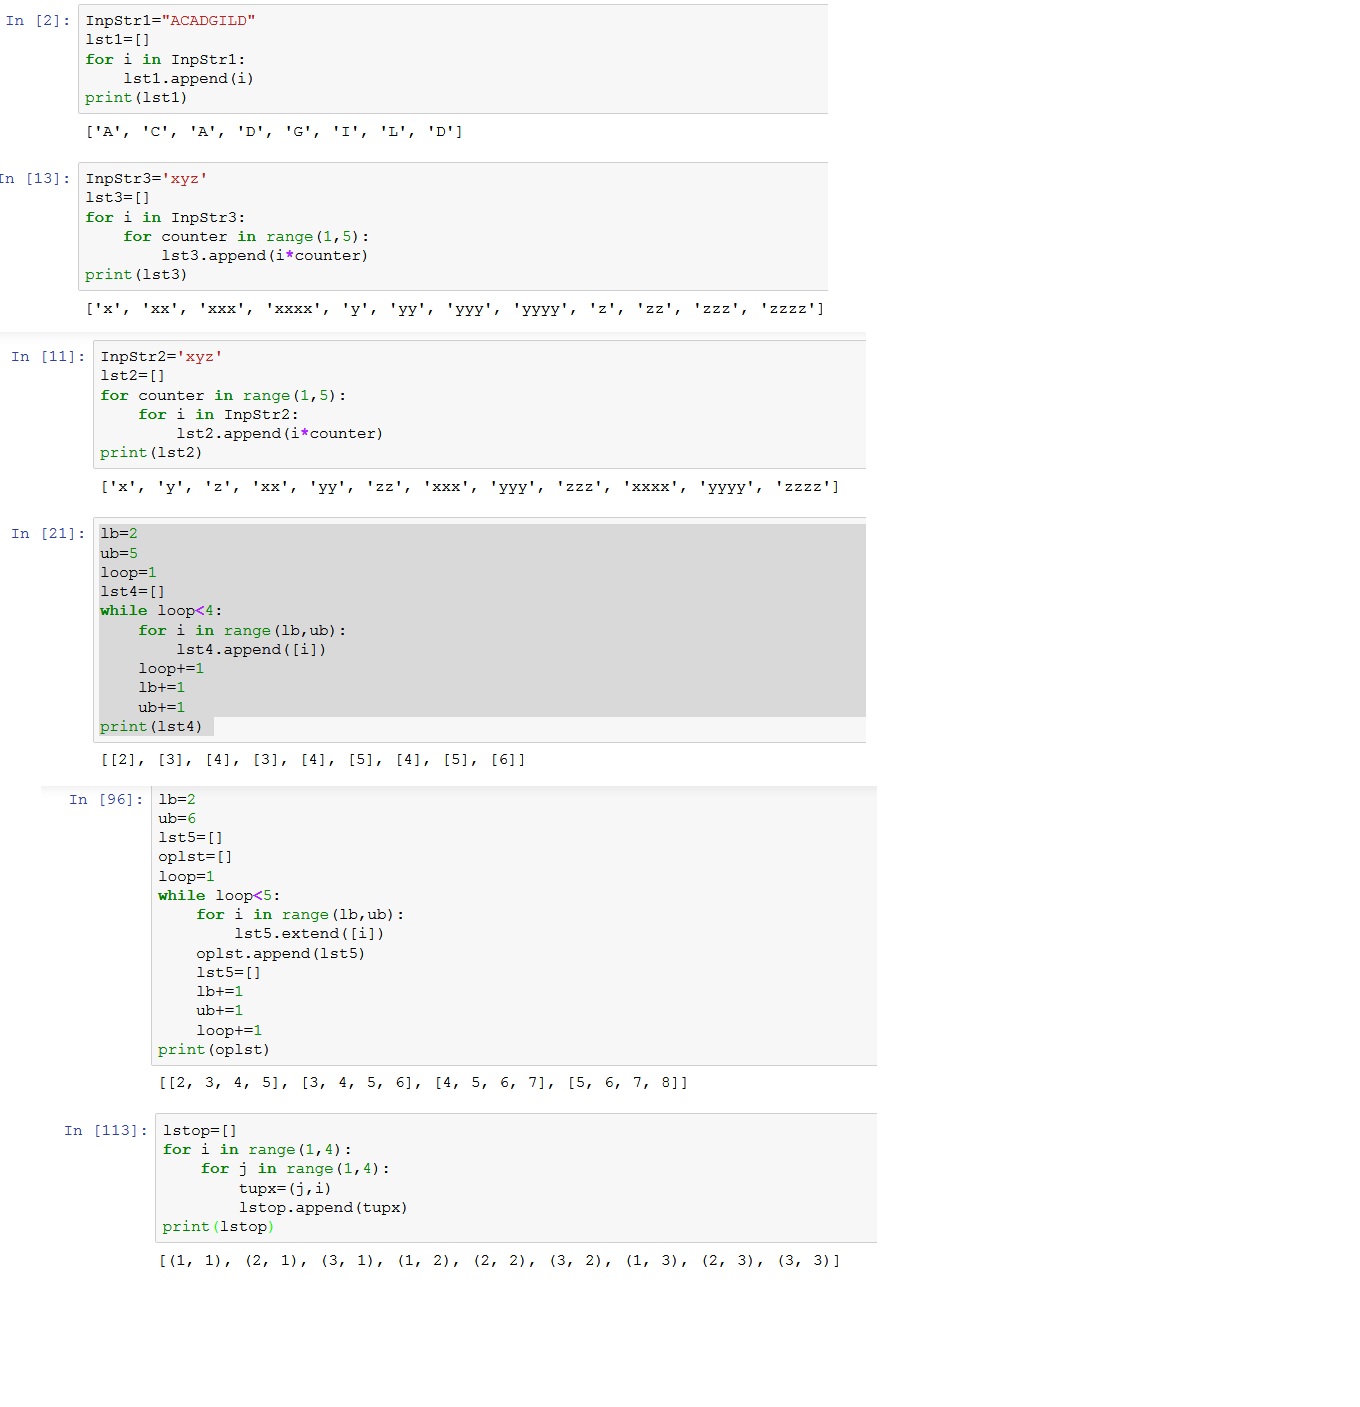 In [2]: InpStr1="ACADGILD"
lst1=[]
for i in InpStr1:
    lst1.append(i)
print(lst1)
['A', 'C', 'A', 'D', 'G', 'I', 'L', 'D']
In [13]: InpStr3='xyz'
lst3=[]
for i in InpStr3:
    for counter in range(1,5):
        lst3.append(i*counter)
print(lst3)
['x', 'xx', 'xxx', 'xxxx', 'y', 'yy', 'yyy', 'yyyy', 'z', 'zz', 'zzz', 'zzzz']
In [11]: InpStr2='xyz'
lst2=[]
for counter in range(1,5):
    for i in InpStr2:
        lst2.append(i*counter)
print(lst2)
['x', 'y', 'z', 'xx', 'yy', 'zz', 'xxx', 'yyy', 'zzz', 'xxxx', 'yyyy', 'zzzz']
In [21]: lb=2
ub=5
loop=1
lst4=[]
while loop<4:
    for i in range(lb,ub):
        lst4.append([i])
    loop+=1
    lb+=1
    ub+=1
print(lst4)
[[2], [3], [4], [3], [4], [5], [4], [5], [6]]
In [96]: lb=2
ub=6
lst5=[]
oplst=[]
loop=1
while loop<5:
    for i in range(lb,ub):
        lst5.extend([i])
    oplst.append(lst5)
    lst5=[]
    lb+=1
    ub+=1
    loop+=1
print(oplst)
[[2, 3, 4, 5], [3, 4, 5, 6], [4, 5, 6, 7], [5, 6, 7, 8]]
In [113]: lstop=[]
for i in range(1,4):
    for j in range(1,4):
        tupx=(j,i)
        lstop.append(tupx)
print(lstop)
[(1, 1), (2, 1), (3, 1), (1, 2), (2, 2), (3, 2), (1, 3), (2, 3), (3, 3)]